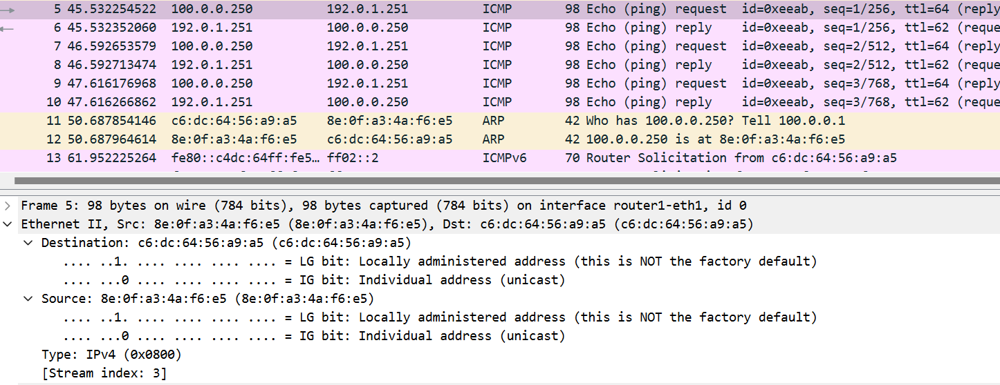 5 45.532254522 100.0.0.250 192.0.1.251 ICMP 98 Echo (ping) request id=0xeeab, seq=1/256, ttl=64 (reply
6 45.532352060 192.0.1.251 100.0.0.250 ICMP 98 Echo (ping) reply id=0xeeab, seq=1/256, ttl=62 (reque
7 46.592653579 100.0.0.250 192.0.1.251 ICMP 98 Echo (ping) request id=0xeeab, seq=2/512, ttl=64 (reply
8 46.592713474 192.0.1.251 100.0.0.250 ICMP 98 Echo (ping) reply id=0xeeab, seq=2/512, ttl=62 (reque
9 47.616176968 100.0.0.250 192.0.1.251 ICMP 98 Echo (ping) request id=0xeeab, seq=3/768, ttl=64 (reply
10 47.616266862 192.0.1.251 100.0.0.250 ICMP 98 Echo (ping) reply id=0xeeab, seq=3/768, ttl=62 (reque
11 50.687854146 c6:dc:64:56:a9:a5 8e:0f:a3:4a:f6:e5 ARP 42 Who has 100.0.0.250? Tell 100.0.0.1
12 50.687964614 8e:0f:a3:4a:f6:e5 c6:dc:64:56:a9:a5 ARP 42 100.0.0.250 is at 8e:0f:a3:4a:f6:e5
13 61.952225264 fe80::c4dc:64ff:fe5… ff02::2 ICMPv6 70 Router Solicitation from c6:dc:64:56:a9:a5
Frame 5: 98 bytes on wire (784 bits), 98 bytes captured (784 bits) on interface router1-eth1, id 0
Ethernet II, Src: 8e:0f:a3:4a:f6:e5 (8e:0f:a3:4a:f6:e5), Dst: c6:dc:64:56:a9:a5 (c6:dc:64:56:a9:a5)
Destination: c6:dc:64:56:a9:a5 (c6:dc:64:56:a9:a5)
.... ..1. .... .... .... .... = LG bit: Locally administered address (this is NOT the factory default)
.... ...0 .... .... .... .... = IG bit: Individual address (unicast)
Source: 8e:0f:a3:4a:f6:e5 (8e:0f:a3:4a:f6:e5)
.... ..1. .... .... .... .... = LG bit: Locally administered address (this is NOT the factory default)
.... ...0 .... .... .... .... = IG bit: Individual address (unicast)
Type: IPv4 (0x0800)
[Stream index: 3]